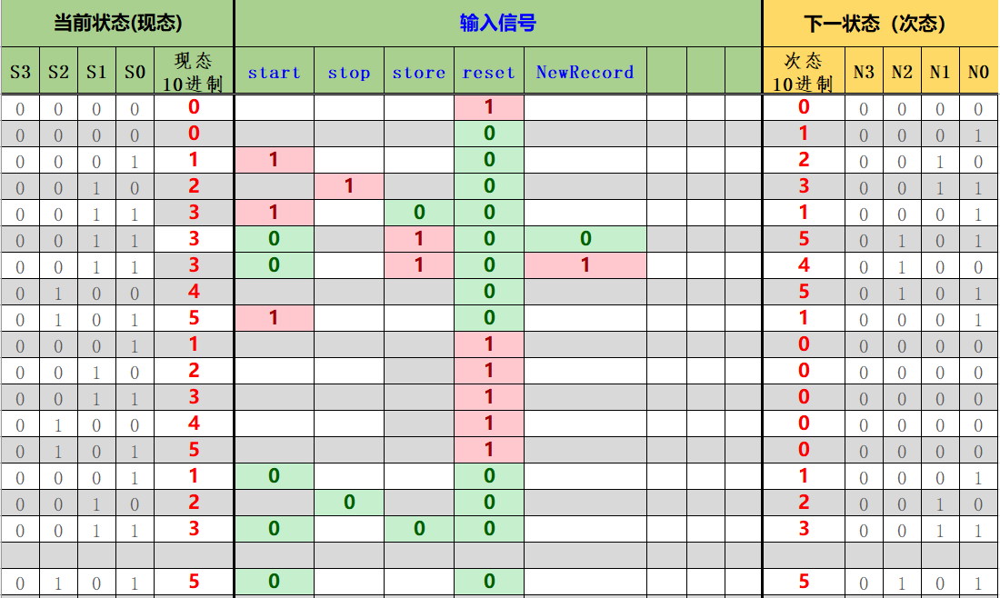 当前状态(现态) 输入信号 下一状态（次态）
S3 S2 S1 S0 现态 10进制 start stop store reset NewRecord 次态 10进制 N3 N2 N1 N0
0 0 0 0 0 1 0 0 0 0 0
0 0 0 0 0 0 1 0 0 0 1
0 0 0 1 1 1 0 2 0 0 1 0
0 0 1 0 2 1 0 3 0 0 1 1
0 0 1 1 3 1 0 0 1 0 0 0 1
0 0 1 1 3 0 1 0 0 5 0 1 0 1
0 0 1 1 3 0 1 0 1 4 0 1 0 0
0 1 0 0 4 0 5 0 1 0 1
0 1 0 1 5 1 0 1 0 0 0 1
0 0 0 1 1 1 0 0 0 0 0
0 0 1 0 2 1 0 0 0 0 0
0 0 1 1 3 1 0 0 0 0 0
0 1 0 0 4 1 0 0 0 0 0
0 1 0 1 5 1 0 0 0 0 0
0 0 0 1 1 0 0 1 0 0 0 1
0 0 1 0 2 0 0 2 0 0 1 0
0 0 1 1 3 0 0 0 3 0 0 1 1
0 1 0 1 5 0 0 5 0 1 0 1